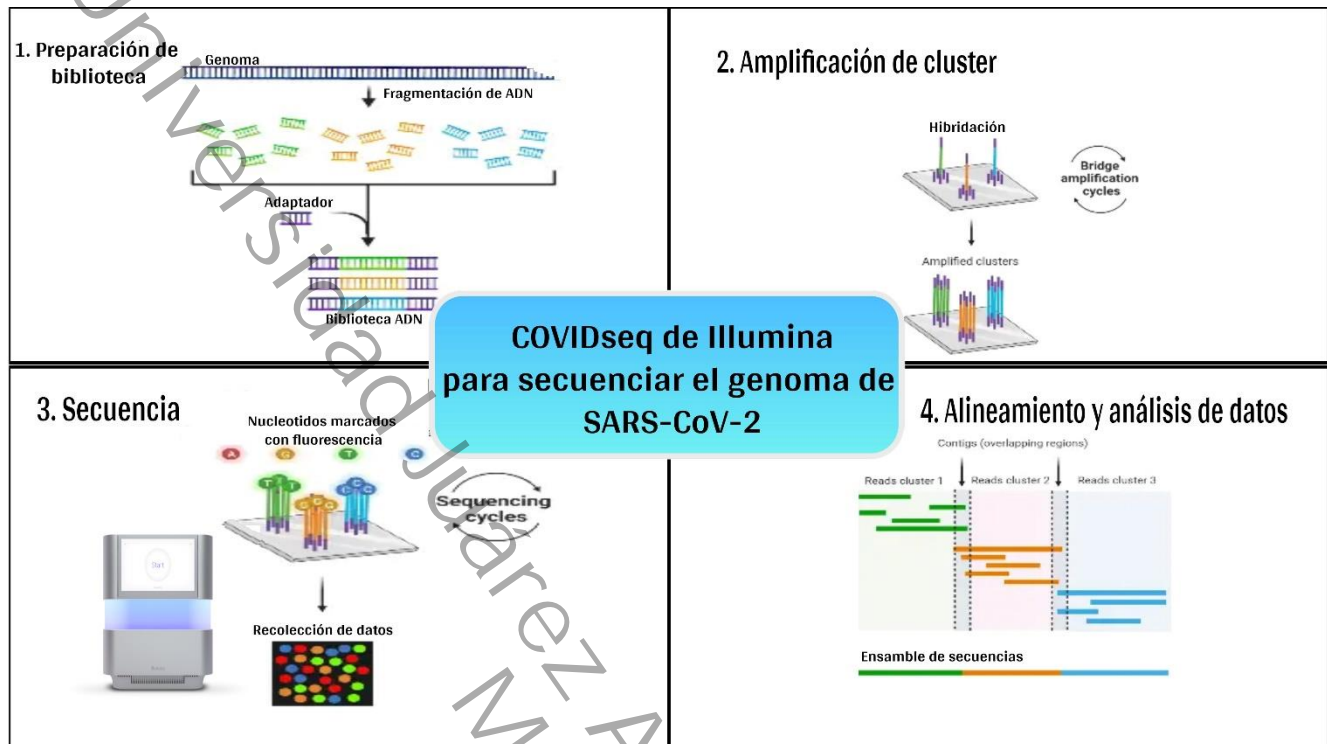 1. Preparación de
biblioteca
Genoma
Fragmentación de ADN
Adaptador
Biblioteca ADN
2. Amplificación de cluster
Hibridación
Bridge
amplification
cycles
Amplified clusters
COVIDseq de Illumina
para secuenciar el genoma de
SARS-CoV-2
3. Secuencia
Nucleotidos marcados
con fluorescencia
A
G
T
C
T
T
T
G
G
G
C
C
C
Sequencing
cycles
Start
Recolección de datos
4. Alineamiento y análisis de datos
Contigs (overlapping regions)
Reads cluster 1
Reads cluster 2
Reads cluster 3
Ensamble de secuencias
Universidad Juárez A
M